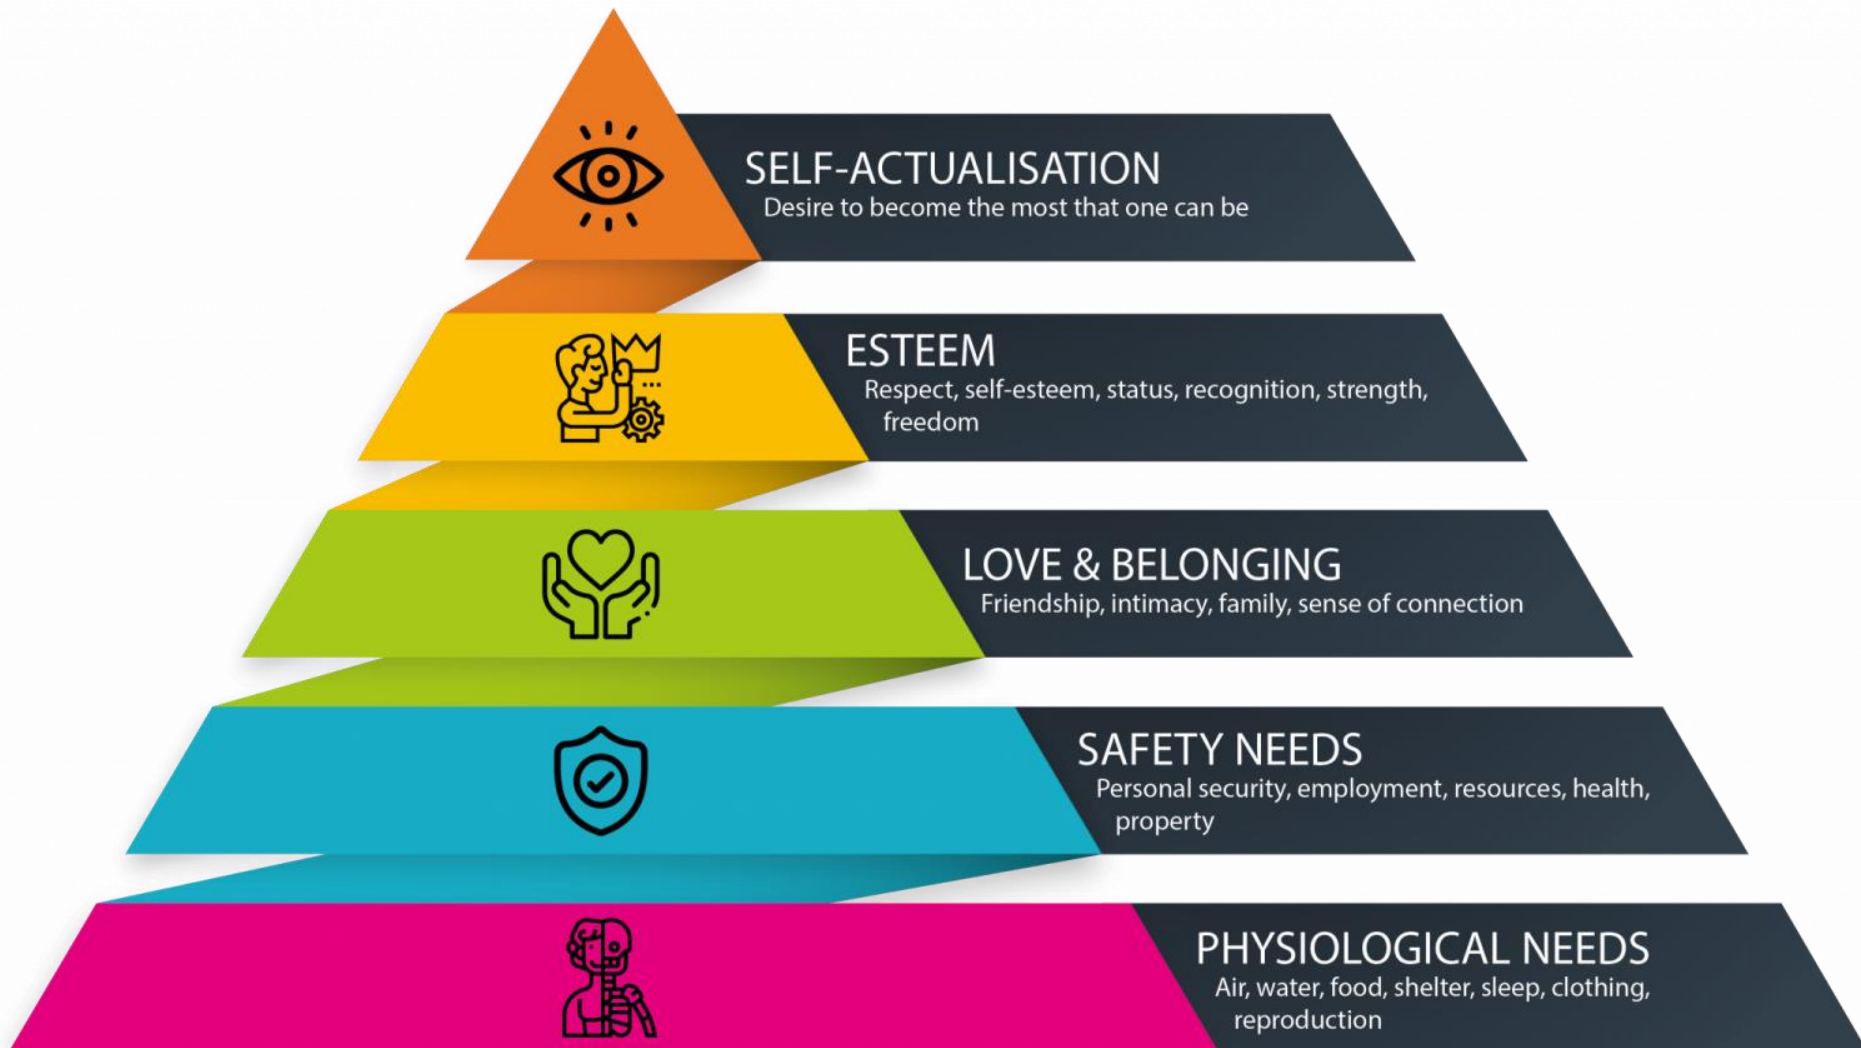 SELF-ACTUALISATION
Desire to become the most that one can be
ESTEEM
Respect, self-esteem, status, recognition, strength,
freedom
LOVE & BELONGING
Friendship, intimacy, family, sense of connection
SAFETY NEEDS
Personal security, employment, resources, health,
property
PHYSIOLOGICAL NEEDS
Air, water, food, shelter, sleep, clothing,
reproduction